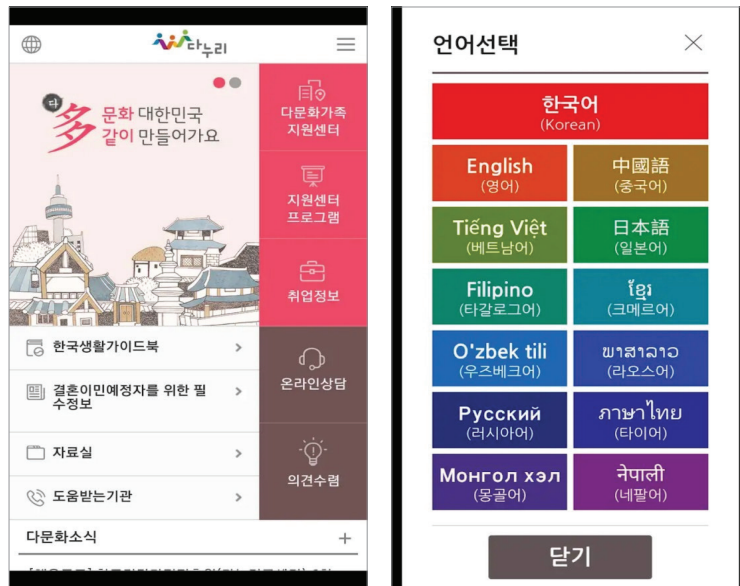 다누리
다
多 문화 대한민국
같이 만들어가요
다문화가족
지원센터
지원센터
프로그램
취업정보
한국생활가이드북
결혼이민예정자를 위한 필
수정보
자료실
도움받는기관
온라인상담
의견수렴
다문화소식
언어선택
한국어
(Korean)
English
(영어)
中國語
(중국어)
Tiếng Việt
(베트남어)
日本語
(일본어)
Filipino
(타갈로그어)
ខ្មែរ
(크메르어)
O'zbek tili
(우즈베크어)
ພາສາລາວ
(라오스어)
Русский
(러시아어)
ภาษาไทย
(타이어)
Монгол хэл
(몽골어)
नेपाली
(네팔어)
닫기